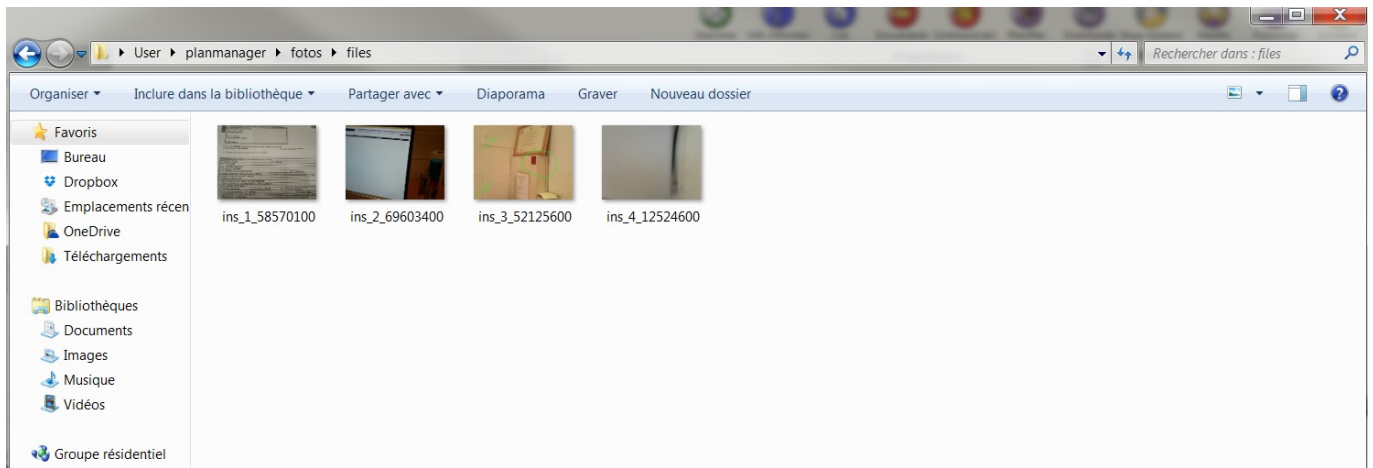 User ▸ planmanager ▸ fotos ▸ files
Rechercher dans : files
Organiser Inclure dans la bibliothèque Partager avec Diaporama Graver Nouveau dossier
Favoris
Bureau
Dropbox
Emplacements récen
OneDrive
Téléchargements
Bibliothèques
Documents
Images
Musique
Vidéos
Groupe résidentiel
ins_1_58570100 ins_2_69603400 ins_3_52125600 ins_4_12524600